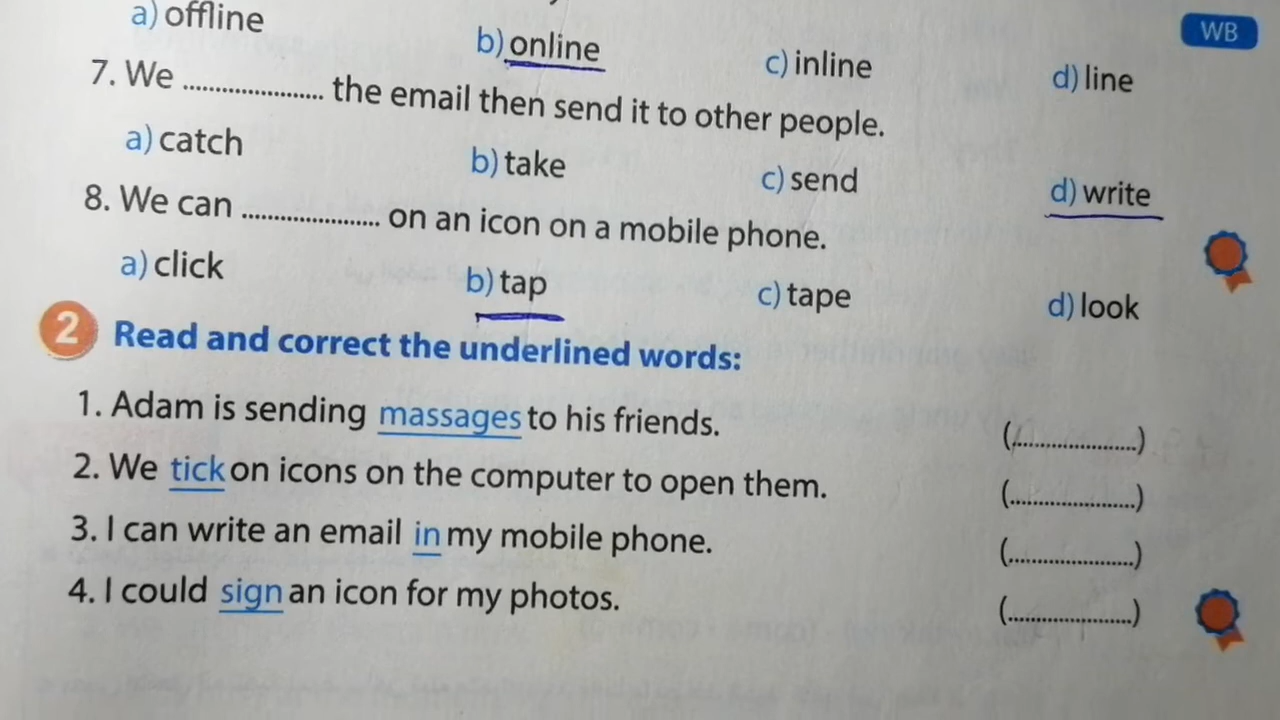 a) offline b) online c) inline d) line
WB
7. We ..................... the email then send it to other people.
a) catch b) take c) send d) write
8. We can ..................... on an icon on a mobile phone.
a) click b) tap c) tape d) look
2 Read and correct the underlined words:
1. Adam is sending massages to his friends. (.....................)
2. We tick on icons on the computer to open them. (.....................)
3. I can write an email in my mobile phone. (.....................)
4. I could sign an icon for my photos. (.....................)